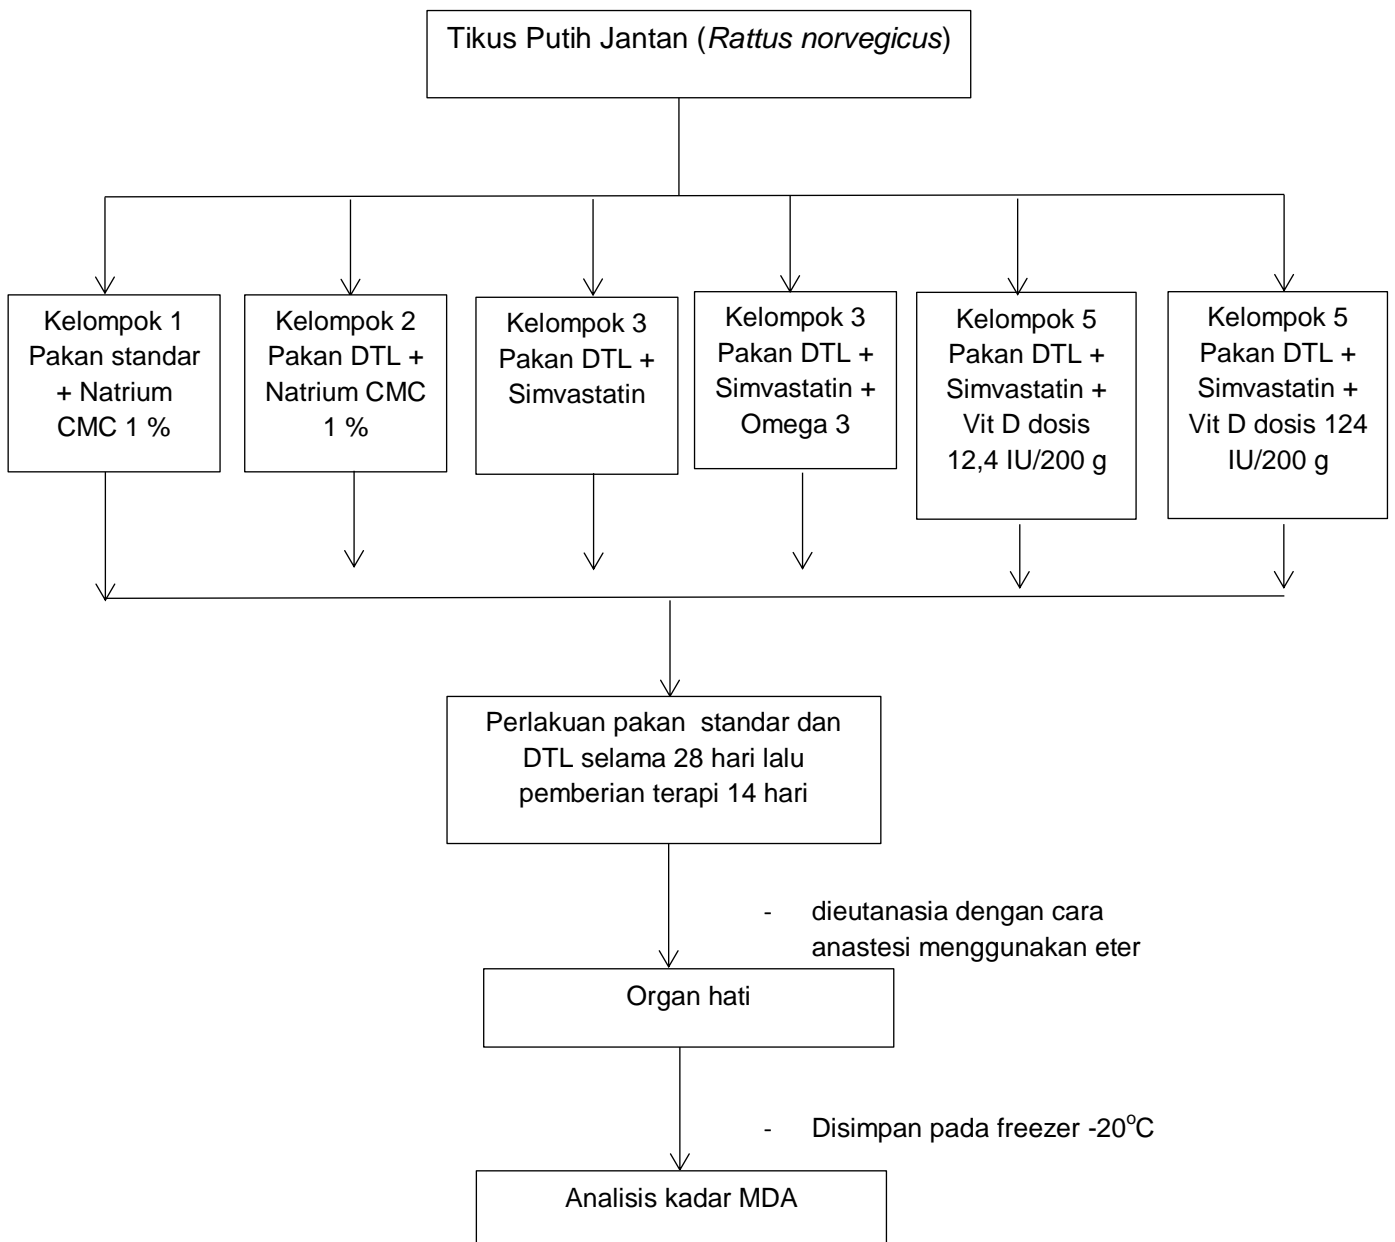 Tikus Putih Jantan (Rattus norvegicus)
Kelompok 1
Pakan standar
+ Natrium
CMC 1 %
Kelompok 2
Pakan DTL +
Natrium CMC
1 %
Kelompok 3
Pakan DTL +
Simvastatin
Kelompok 3
Pakan DTL +
Simvastatin +
Omega 3
Kelompok 5
Pakan DTL +
Simvastatin +
Vit D dosis
12,4 IU/200 g
Kelompok 5
Pakan DTL +
Simvastatin +
Vit D dosis 124
IU/200 g
Perlakuan pakan standar dan
DTL selama 28 hari lalu
pemberian terapi 14 hari
- dieutanasia dengan cara
anastesi menggunakan eter
Organ hati
- Disimpan pada freezer -20°C
Analisis kadar MDA